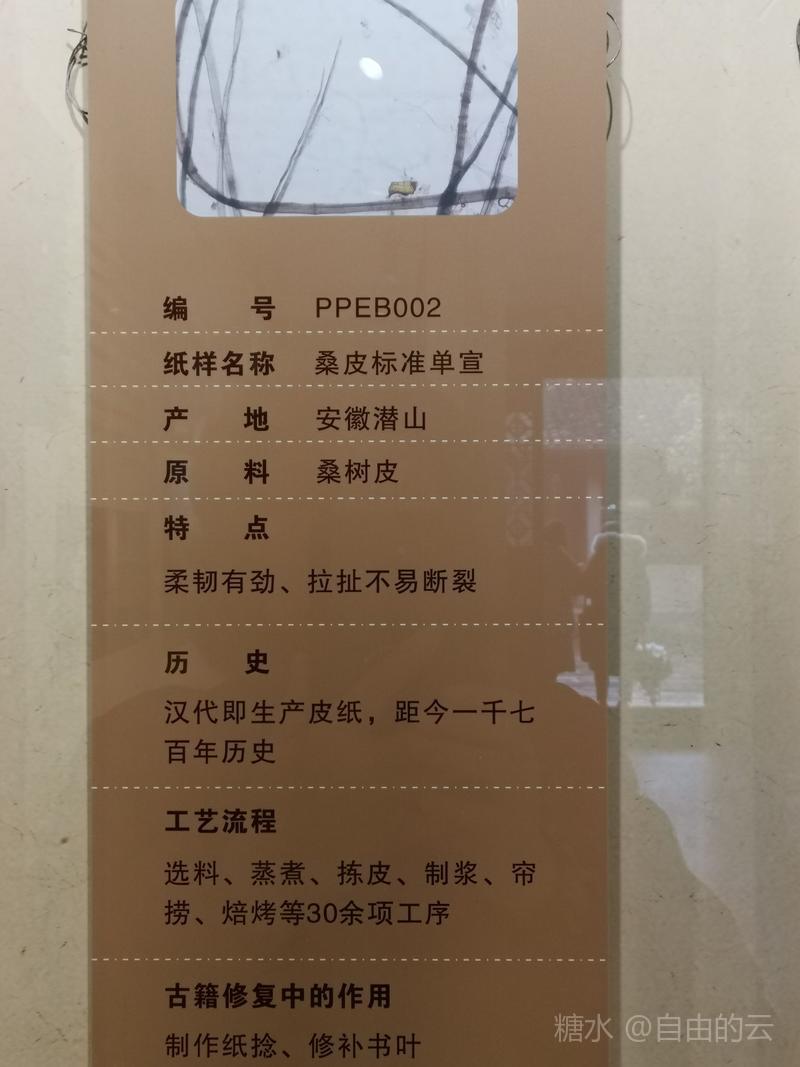 编 号 PPEB002
纸样名称 桑皮标准单宣
产 地 安徽潜山
原 料 桑树皮
特 点
柔韧有劲、拉扯不易断裂
历 史
汉代即生产皮纸，距今一千七
百年历史
工艺流程
选料、蒸煮、拣皮、制浆、帘
捞、焙烤等30余项工序
古籍修复中的作用
制作纸捻、修补书叶
糖水 @自由的云